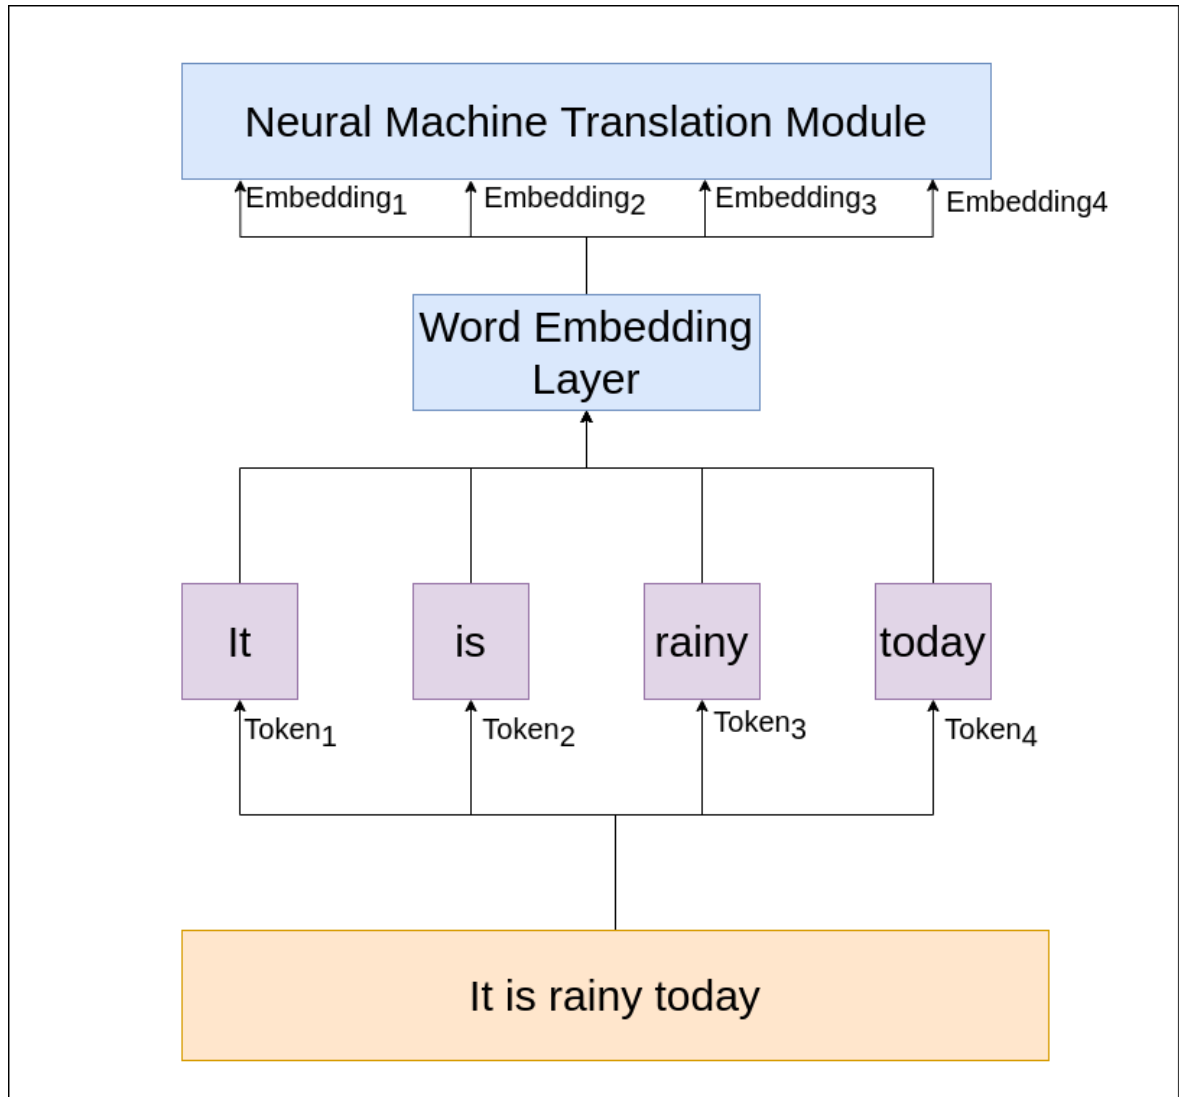 Neural Machine Translation Module
Embedding1 Embedding2 Embedding3 Embedding4
Word Embedding
Layer
It is rainy today
Token1 Token2 Token3 Token4
It is rainy today